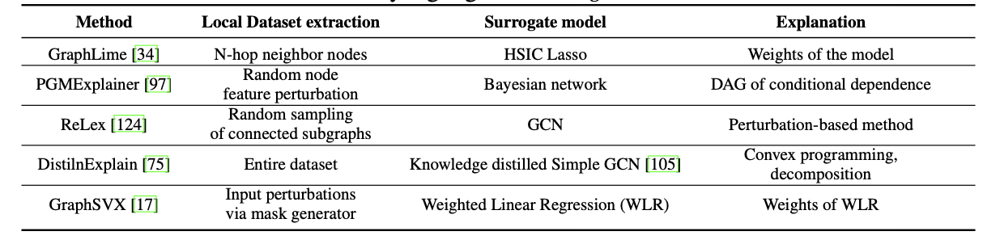 Method Local Dataset extraction Surrogate model Explanation
GraphLime [34] N-hop neighbor nodes HSIC Lasso Weights of the model
PGMExplainer [97] Random node feature perturbation Bayesian network DAG of conditional dependence
ReLex [124] Random sampling of connected subgraphs GCN Perturbation-based method
DistilnExplain [75] Entire dataset Knowledge distilled Simple GCN [105] Convex programming, decomposition
GraphSVX [17] Input perturbations via mask generator Weighted Linear Regression (WLR) Weights of WLR